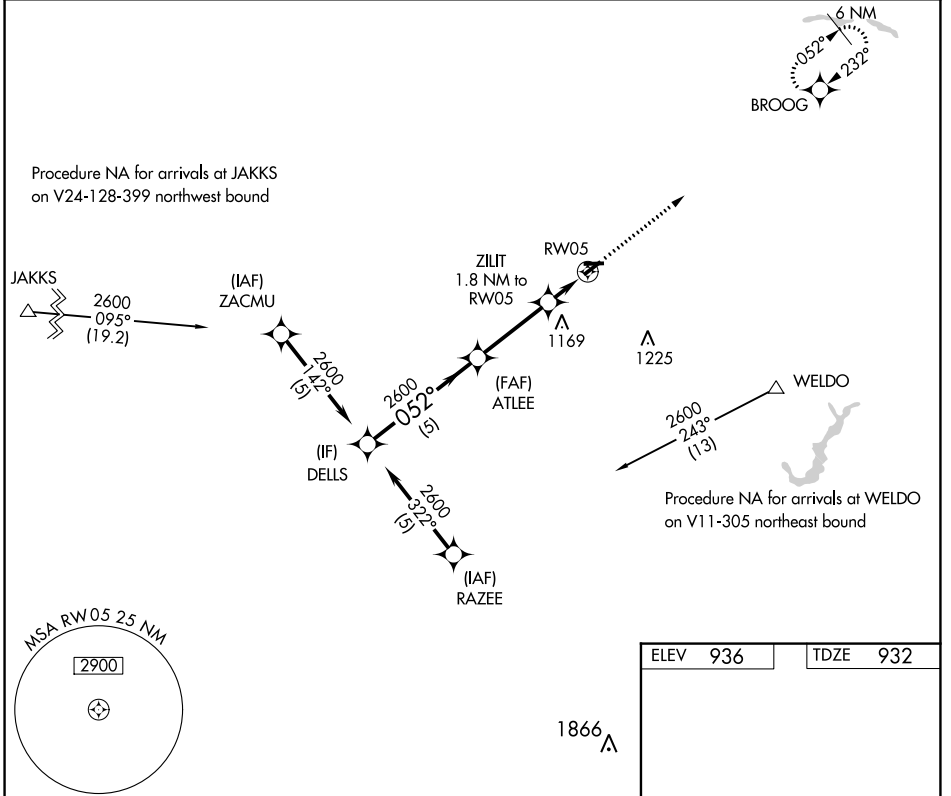 6 NM
052°
232°
BROOG
Procedure NA for arrivals at JAKKS
on V24-128-399 northwest bound
JAKKS
2600
095°
(19.2)
(IAF)
ZACMU
2600
142°
(5)
ZILIT
1.8 NM to
RW05
RW05
1169
1225
(FAF)
ATLEE
2600
052°
(5)
(IF)
DELLS
WELDO
2600
243°
(13)
Procedure NA for arrivals at WELDO
on V11-305 northeast bound
2600
322°
(5)
(IAF)
RAZEE
MSA RW05 25 NM
2900
1866
ELEV 936
TDZE 932